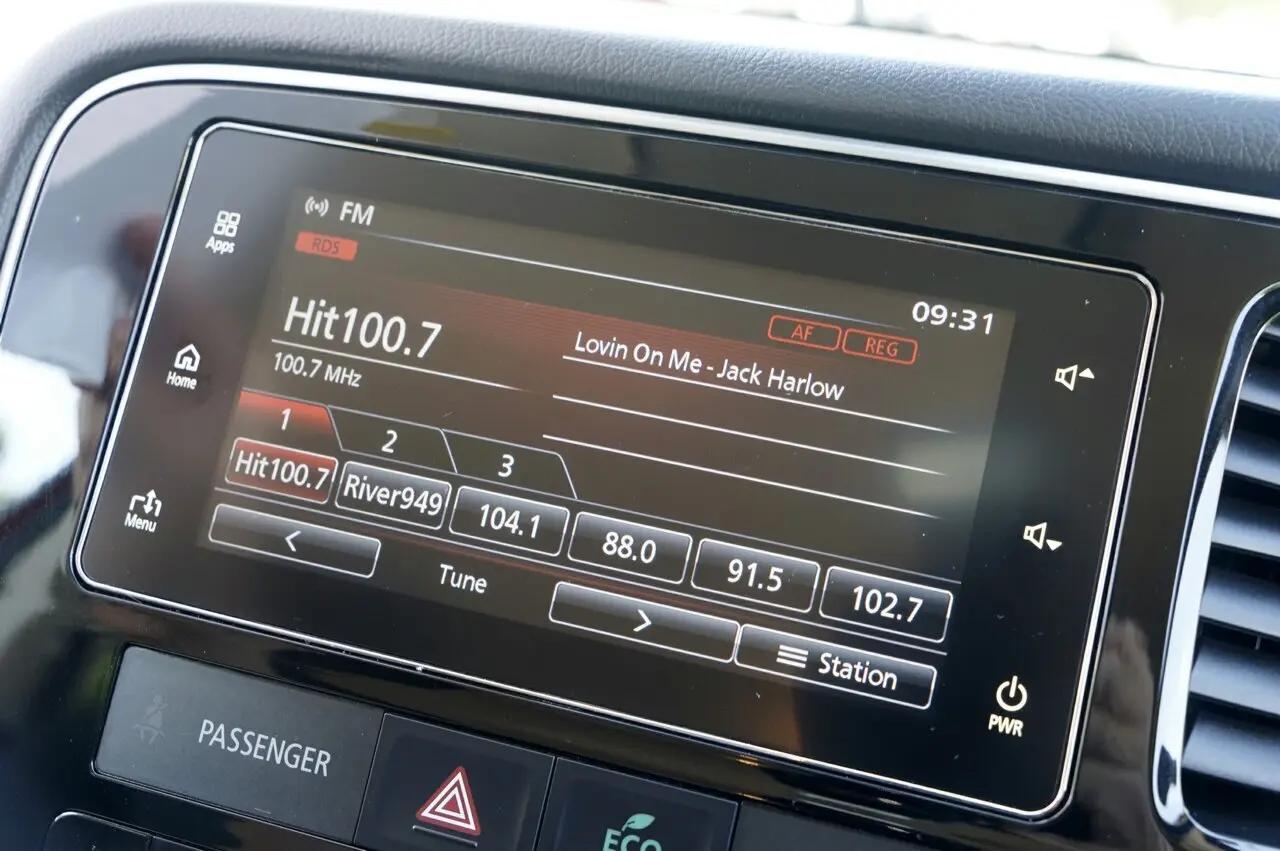 FM
RDS
09:31
AF REG
Hit100.7
Lovin On Me - Jack Harlow
100.7 MHz
1 2 3
Hit100.7 River949 104.1 88.0 91.5 102.7
< Tune > Station
Apps
Home
Menu
PWR
PASSENGER
ECO